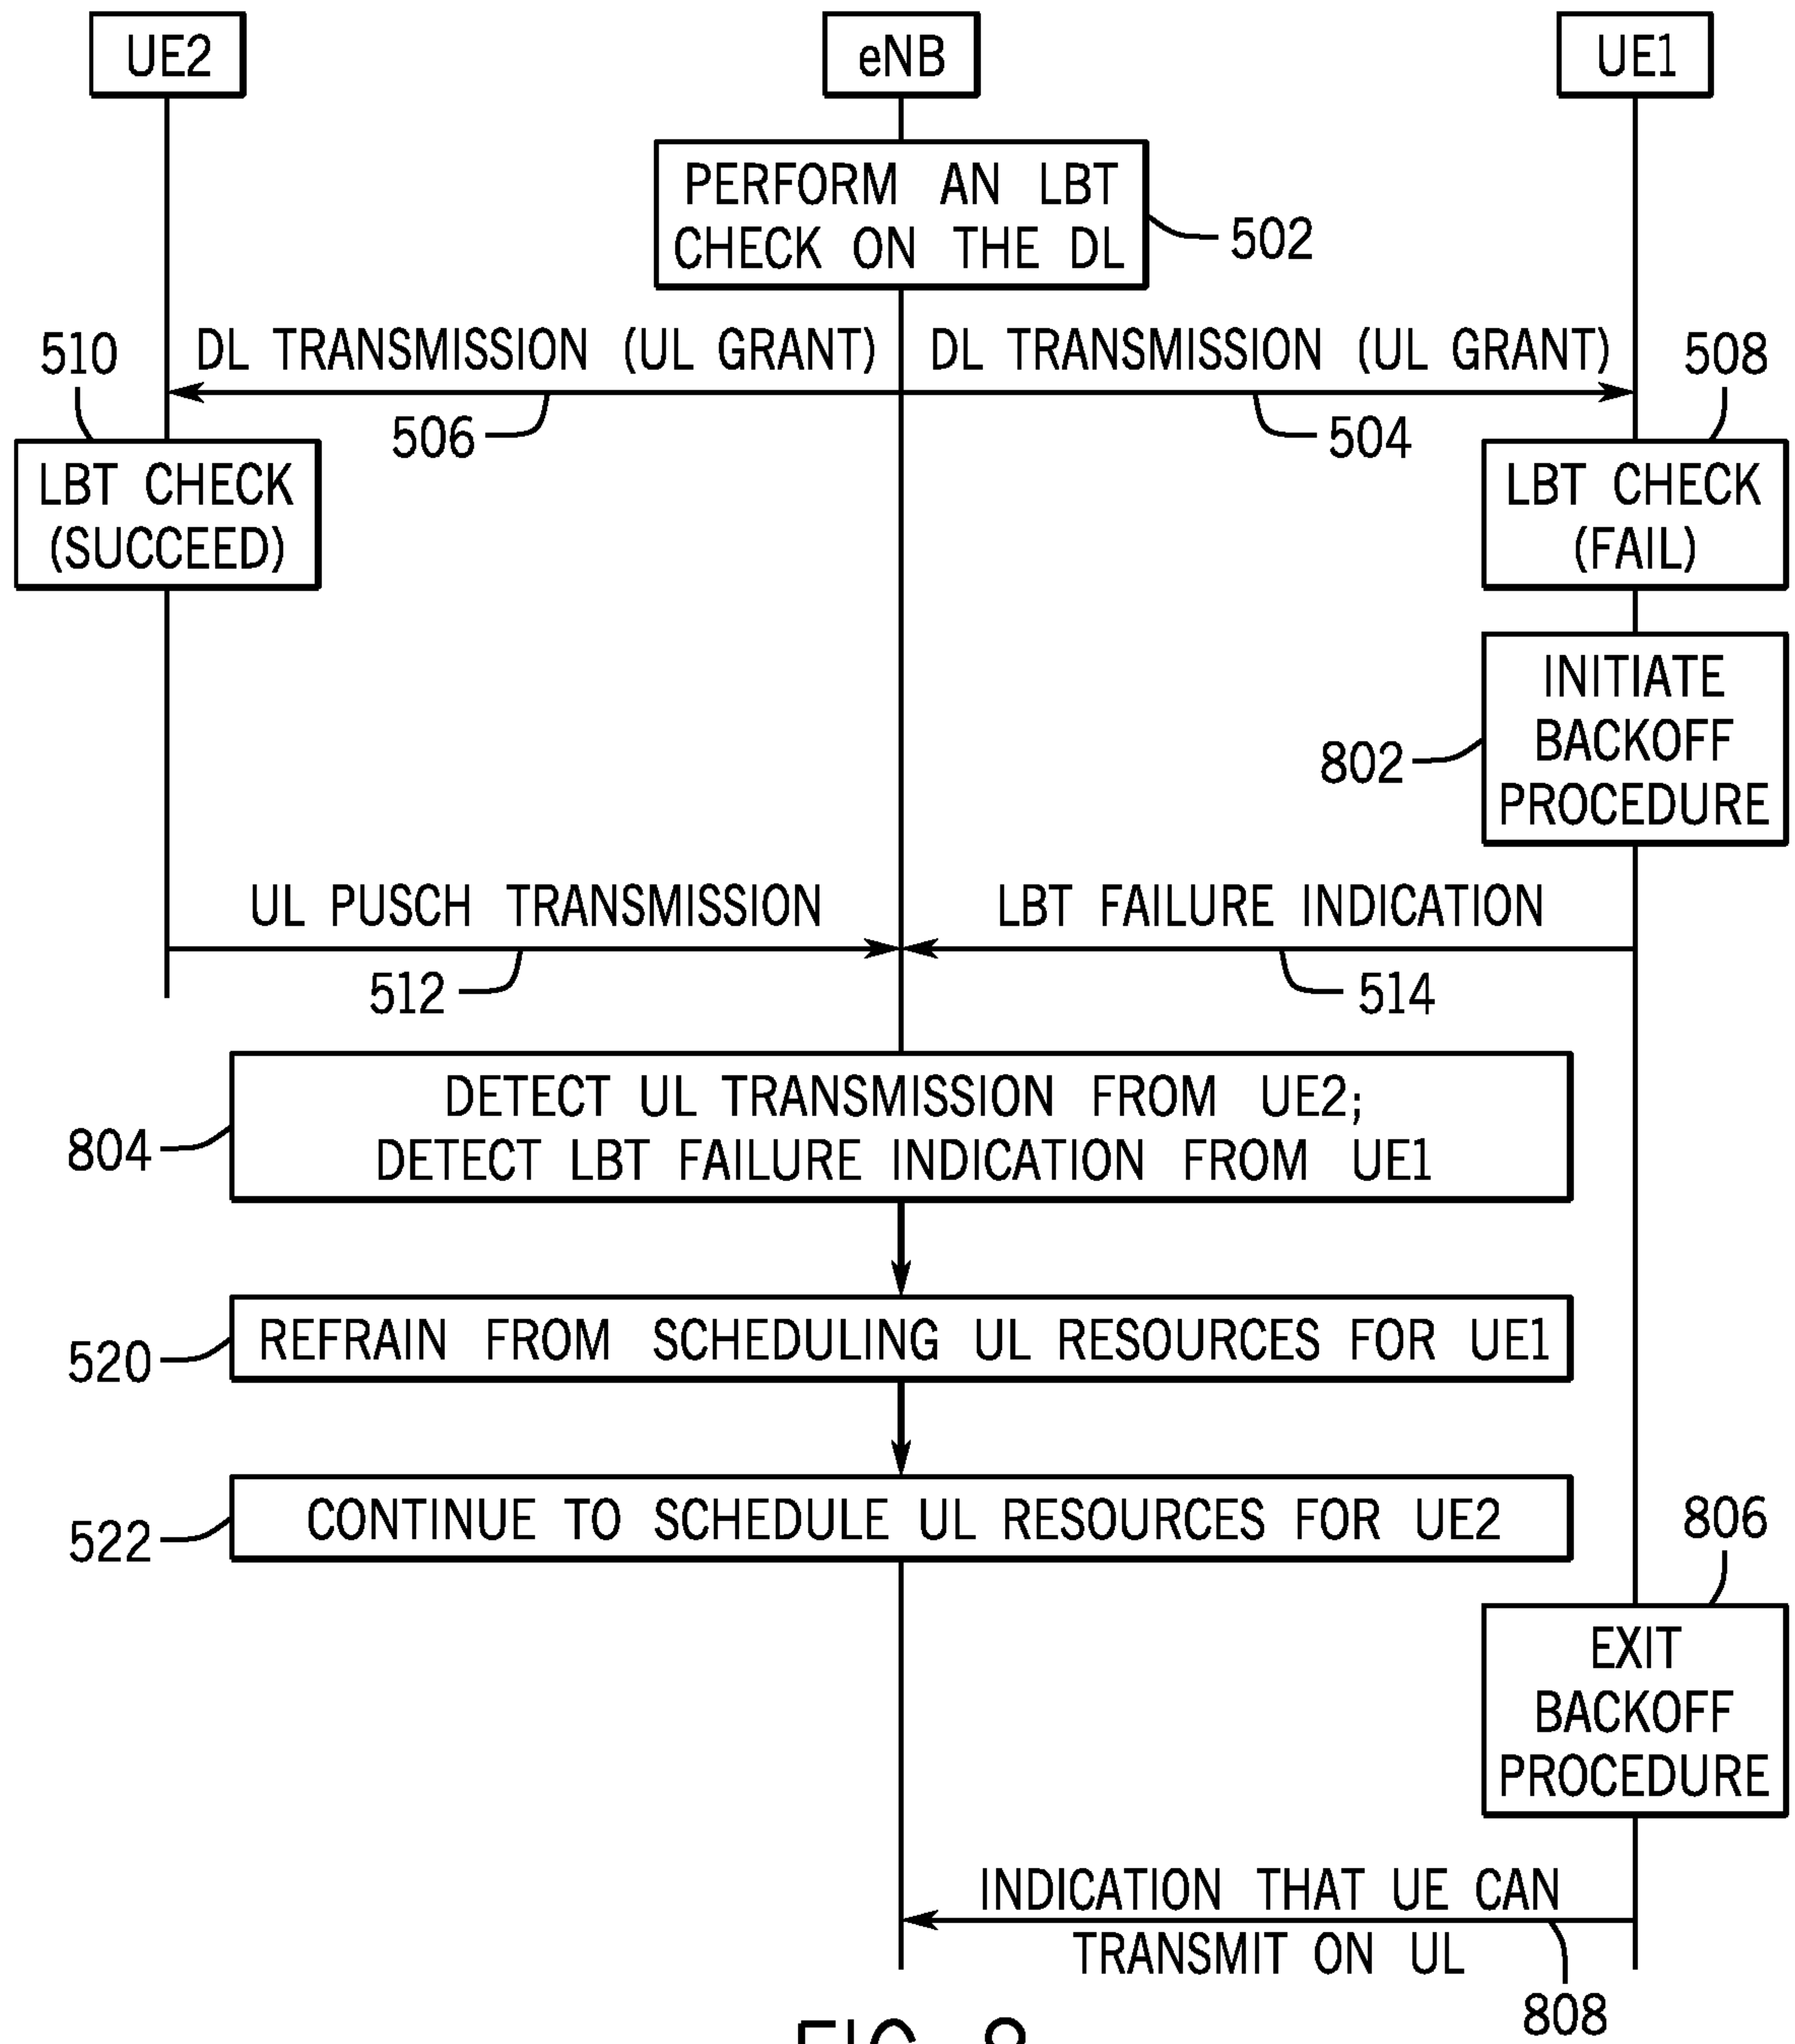 UE2
eNB
UE1
PERFORM AN LBT
CHECK ON THE DL
502
DL TRANSMISSION (UL GRANT)
DL TRANSMISSION (UL GRANT)
510
508
506
504
LBT CHECK
(SUCCEED)
LBT CHECK
(FAIL)
INITIATE
BACKOFF
PROCEDURE
802
UL PUSCH TRANSMISSION
LBT FAILURE INDICATION
512
514
DETECT UL TRANSMISSION FROM UE2;
DETECT LBT FAILURE INDICATION FROM UE1
804
REFRAIN FROM SCHEDULING UL RESOURCES FOR UE1
520
CONTINUE TO SCHEDULE UL RESOURCES FOR UE2
522
806
EXIT
BACKOFF
PROCEDURE
INDICATION THAT UE CAN
TRANSMIT ON UL
808
FIG. 8